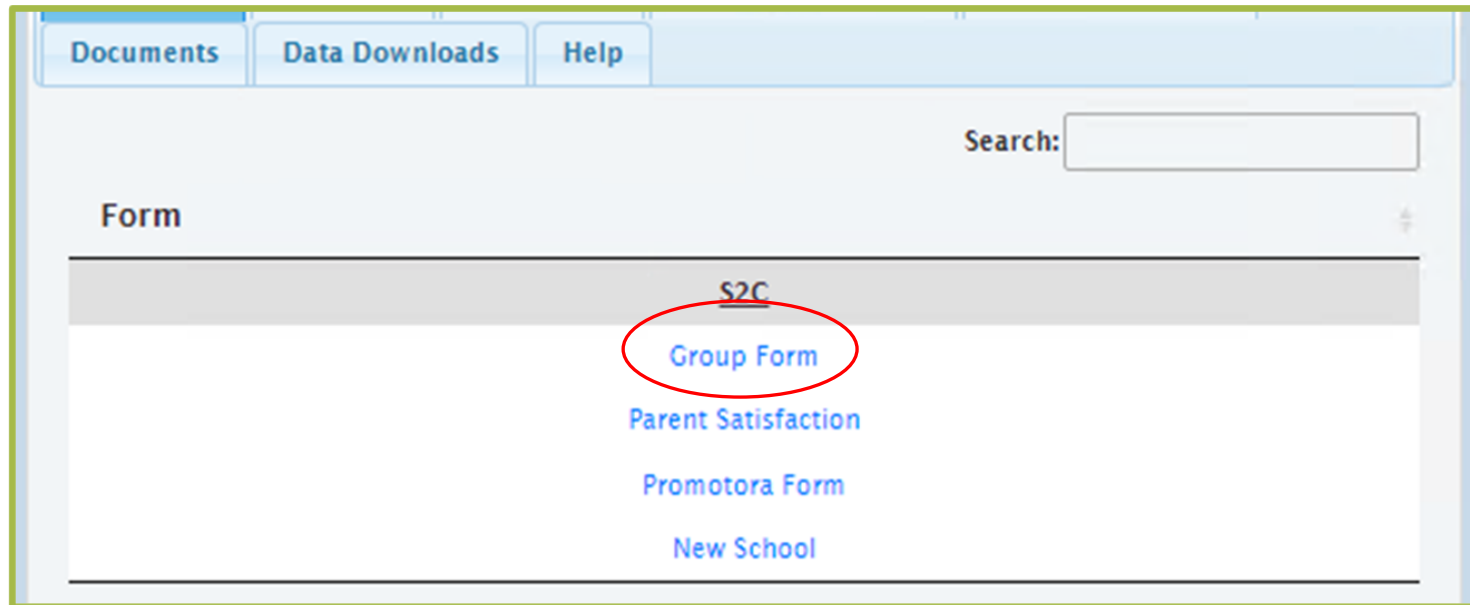 Documents Data Downloads Help
Search:
Form
S2C
Group Form
Parent Satisfaction
Promotora Form
New School